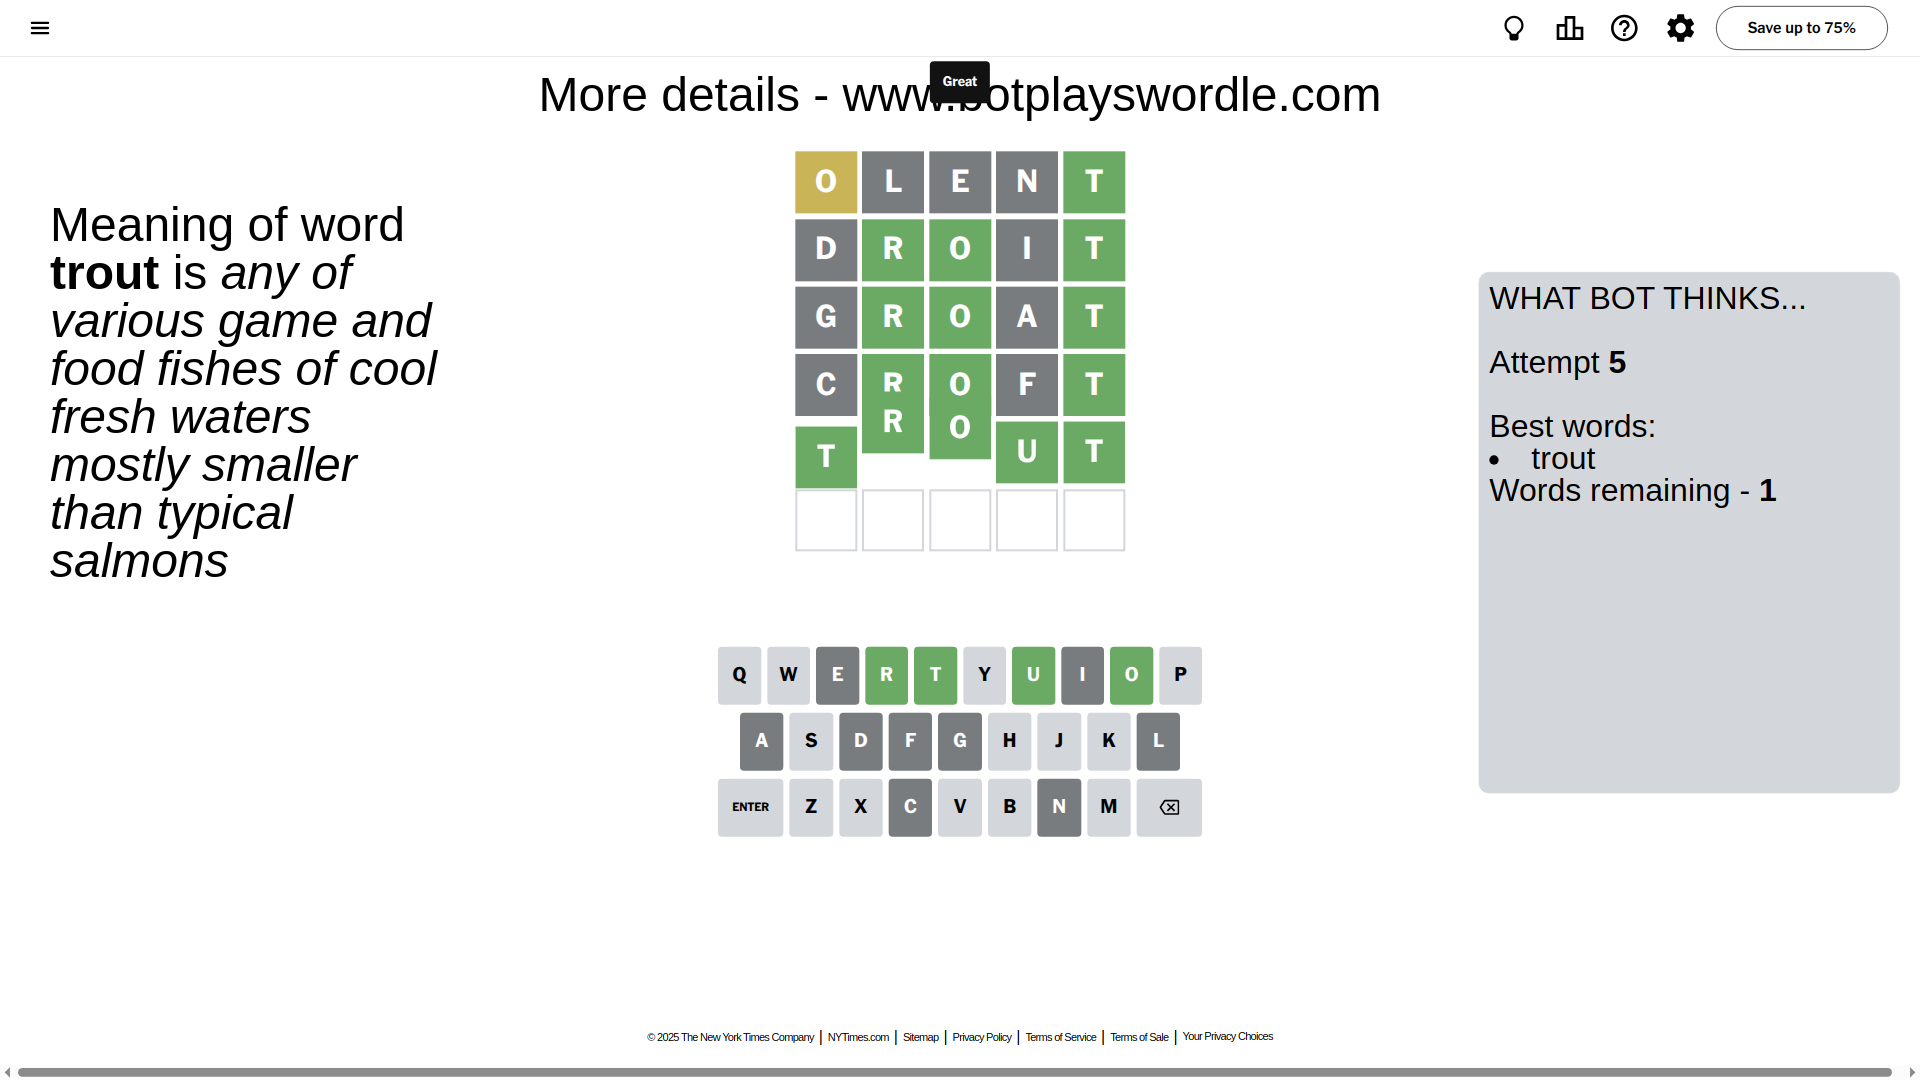 Save up to 75%
Great
More details - www.botplayswordle.com
Meaning of word
trout is any of
various game and
food fishes of cool
fresh waters
mostly smaller
than typical
salmons
O L E N T
D R O I T
G R O A T
C R O F T
T R O U T
WHAT BOT THINKS...
Attempt 5
Best words:
• trout
Words remaining - 1
Q W E R T Y U I O P
A S D F G H J K L
ENTER Z X C V B N M
© 2025 The New York Times Company | NYTimes.com | Sitemap | Privacy Policy | Terms of Service | Terms of Sale | Your Privacy Choices